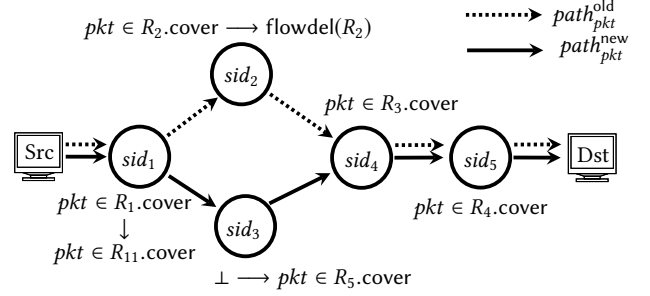 pkt ∈ R₂.cover ⟶ flowdel(R₂)
path_pkt^old
path_pkt^new
sid₂
pkt ∈ R₃.cover
Src
sid₁
sid₄
sid₅
Dst
pkt ∈ R₁.cover
↓
pkt ∈ R₁₁.cover
sid₃
pkt ∈ R₄.cover
⊥ ⟶ pkt ∈ R₅.cover